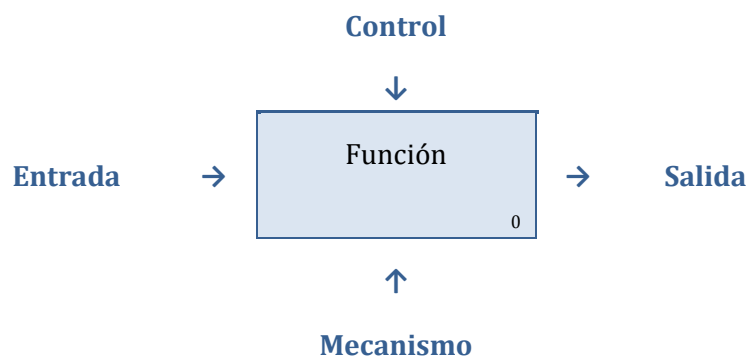 Control
↓
Función
Entrada → → Salida
0
↑
Mecanismo